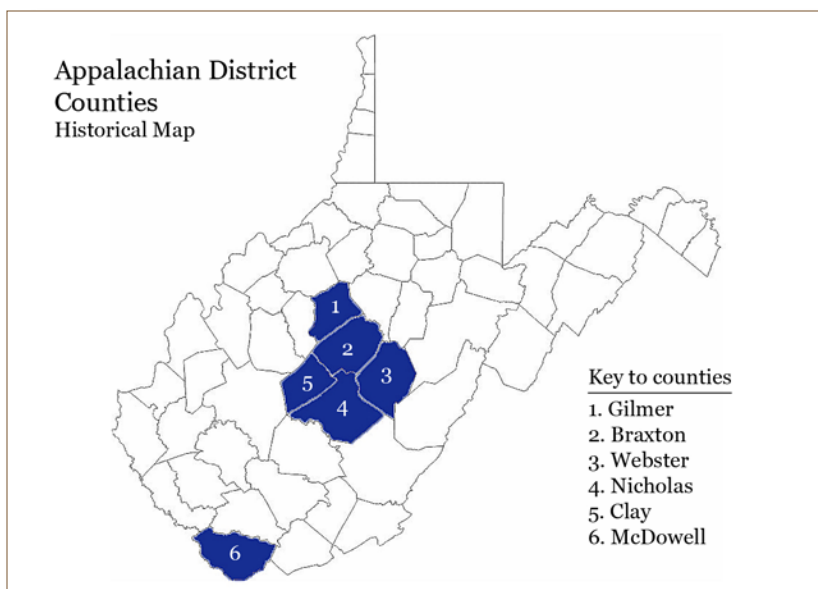 Appalachian District
Counties
Historical Map
1
2
3
5
4
6
Key to counties
1. Gilmer
2. Braxton
3. Webster
4. Nicholas
5. Clay
6. McDowell